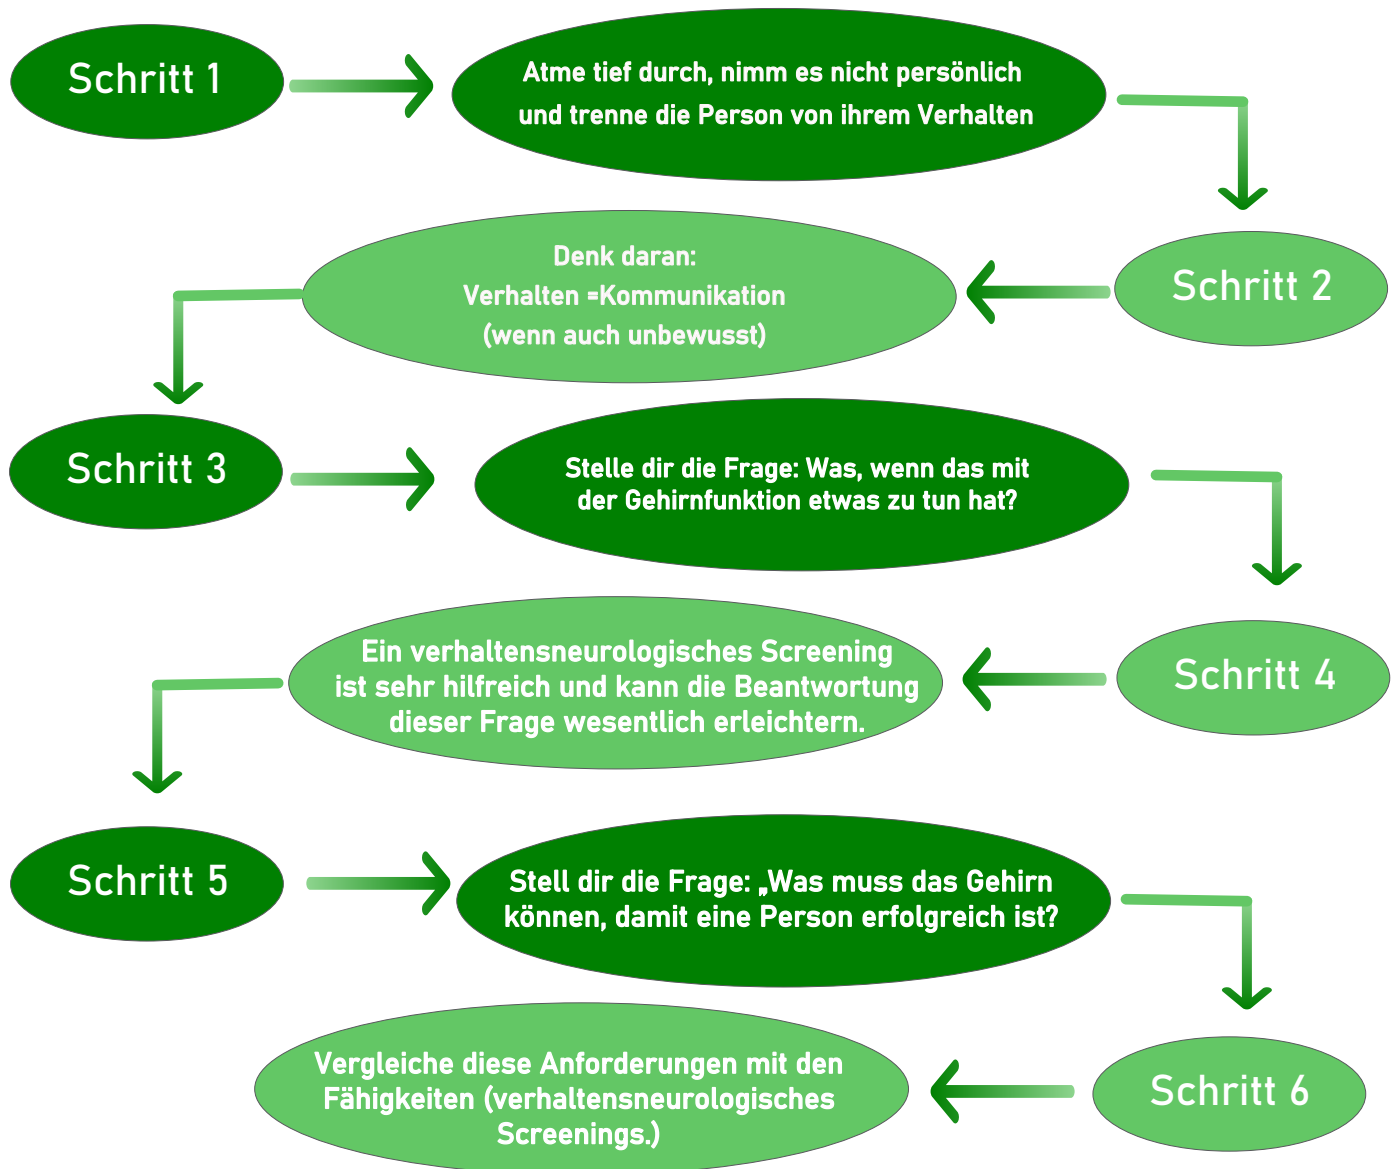 Schritt 1
Atme tief durch, nimm es nicht persönlich
und trenne die Person von ihrem Verhalten
Schritt 2
Denk daran:
Verhalten =Kommunikation
(wenn auch unbewusst)
Schritt 3
Stelle dir die Frage: Was, wenn das mit
der Gehirnfunktion etwas zu tun hat?
Schritt 4
Ein verhaltensneurologisches Screening
ist sehr hilfreich und kann die Beantwortung
dieser Frage wesentlich erleichtern.
Schritt 5
Stell dir die Frage: „Was muss das Gehirn
können, damit eine Person erfolgreich ist?
Schritt 6
Vergleiche diese Anforderungen mit den
Fähigkeiten (verhaltensneurologisches
Screenings.)